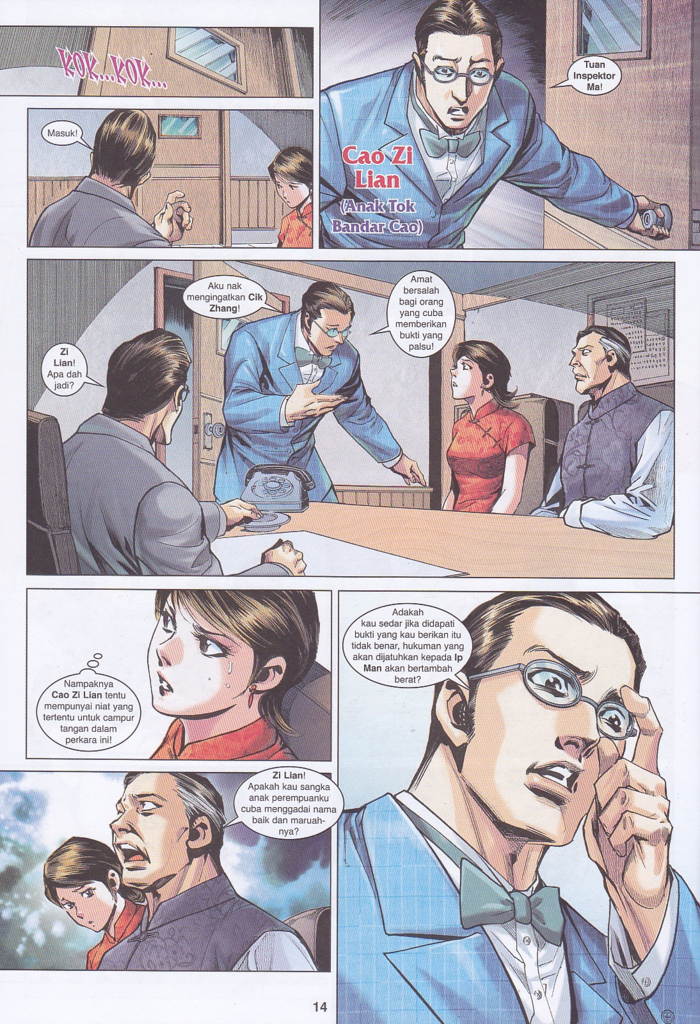 KOK...KOK...
Tuan
Inspektor
Ma!
Cao Zi
Lian
(Anak Tok
Bandar Cao)
Masuk!
Aku nak
mengingatkan Cik
Zhang!
Amat
bersalah
bagi orang
yang cuba
memberikan
bukti yang
palsu!
Zi
Lian!
Apa dah
jadi?
Nampaknya
Cao Zi Lian tentu
mempunyai niat yang
tertentu untuk campur
tangan dalam
perkara ini!
Adakah
kau sedar jika didapati
bukti yang kau berikan itu
tidak benar, hukuman yang
akan dijatuhkan kepada Ip
Man akan bertambah
berat?
Zi Lian!
Apakah kau sangka
anak perempuanku
cuba menggadai nama
baik dan maruah-
nya?
14